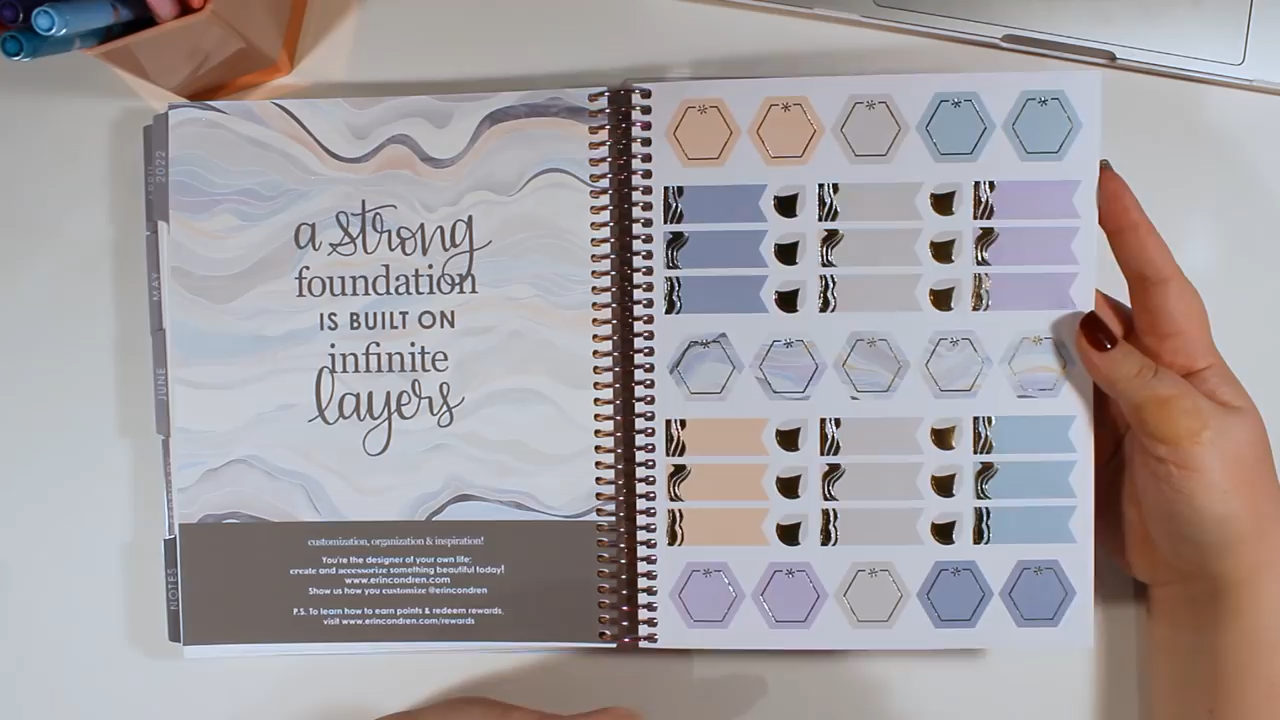 2022
MAY
JUNE
NOTES
a strong
foundation
IS BUILT ON
infinite
layers
customization, organization & inspiration!
You're the designer of your own life;
create and accessorize something beautiful today!
www.erincondren.com
Show us how you customize @erincondren
P.S. To learn how to earn points & redeem rewards,
visit www.erincondren.com/rewards